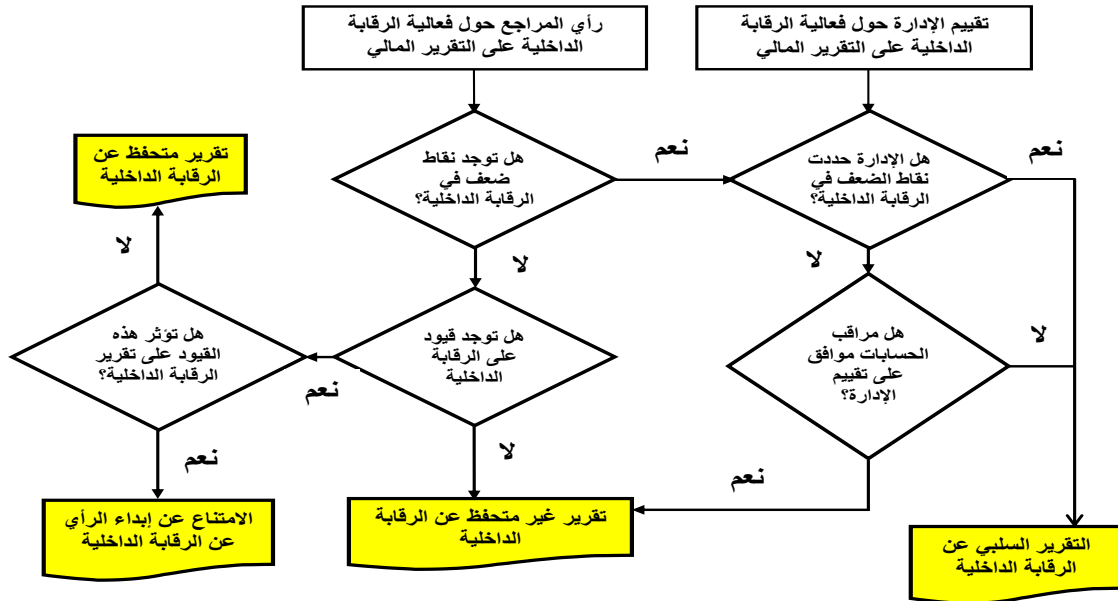 تقييم الإدارة حول فعالية الرقابة
الداخلية على التقرير المالي
رأي المراجع حول فعالية الرقابة
الداخلية على التقرير المالي
هل الإدارة حددت
نقاط الضعف في
الرقابة الداخلية؟
نعم
لا
هل توجد نقاط
ضعف في
الرقابة الداخلية؟
نعم
لا
تقرير متحفظ عن
الرقابة الداخلية
لا
هل مراقب
الحسابات موافق
على تقييم
الإدارة؟
لا
نعم
هل توجد قيود
على الرقابة
الداخلية
نعم
لا
هل تؤثر هذه
القيود على تقرير
الرقابة الداخلية؟
نعم
التقرير السلبي عن
الرقابة الداخلية
تقرير غير متحفظ عن الرقابة
الداخلية
الامتناع عن إبداء الرأي
عن الرقابة الداخلية